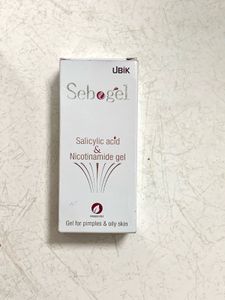 UBIK
Sebogel
Salicylic acid
&
Nicotinamide gel
Gel for pimples & oily skin